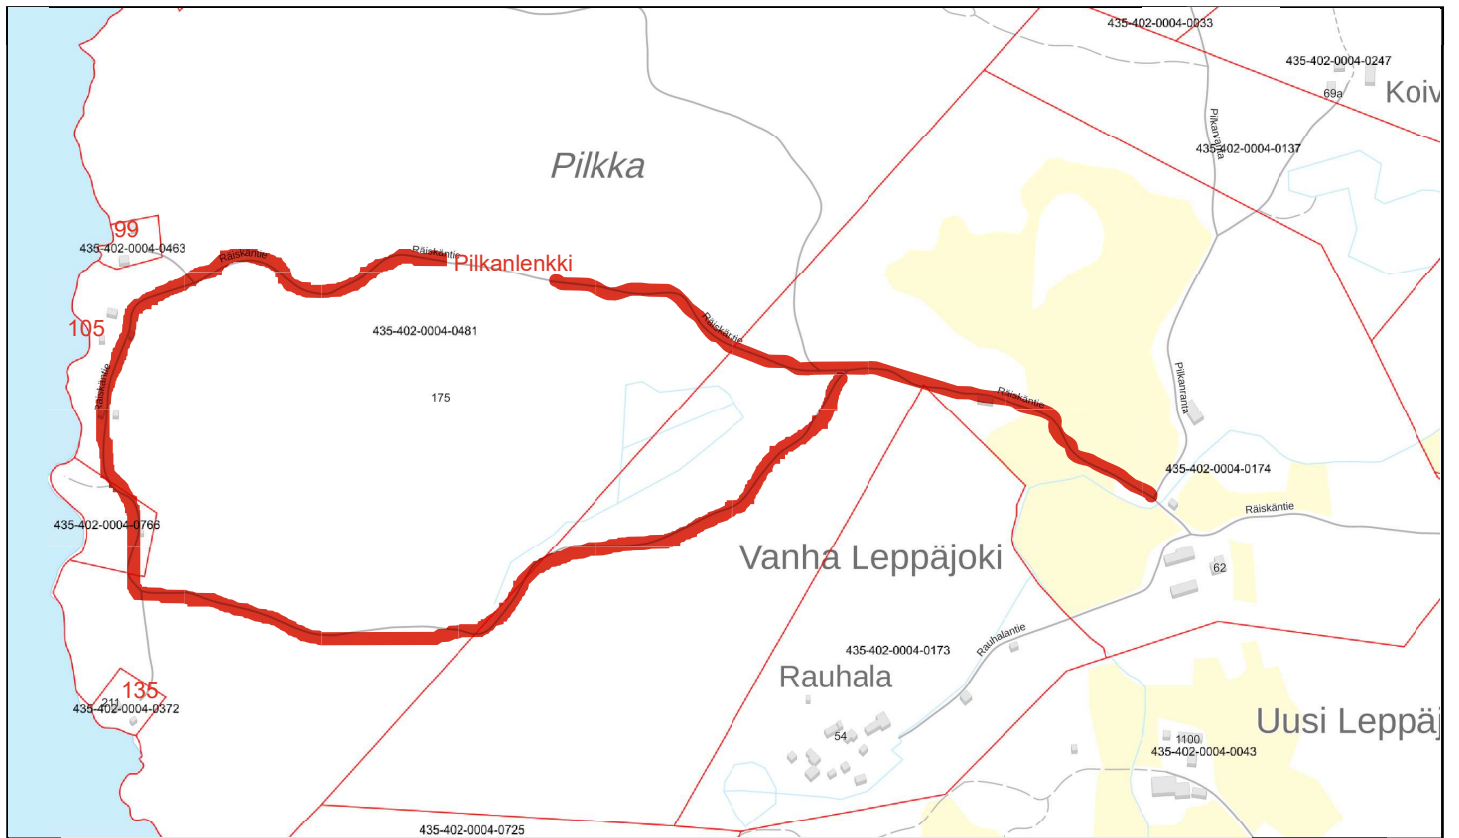 435-402-0004-0033
435-402-0004-0247
69a
Koiv
Pilkanranta
435-402-0004-0137
Pilkka
99
435-402-0004-0463
Räiskäntie
Räiskäntie
Pilkanlenkki
105
435-402-0004-0481
Räiskäntie
Räiskäntie
Pilkanranta
175
Räiskäntie
435-402-0004-0174
Räiskäntie
435-402-0004-0766
Vanha Leppäjoki
62
Rauhalantie
435-402-0004-0173
Rauhala
135
211
435-402-0004-0372
54
Uusi Leppäj
1100
435-402-0004-0043
435-402-0004-0725